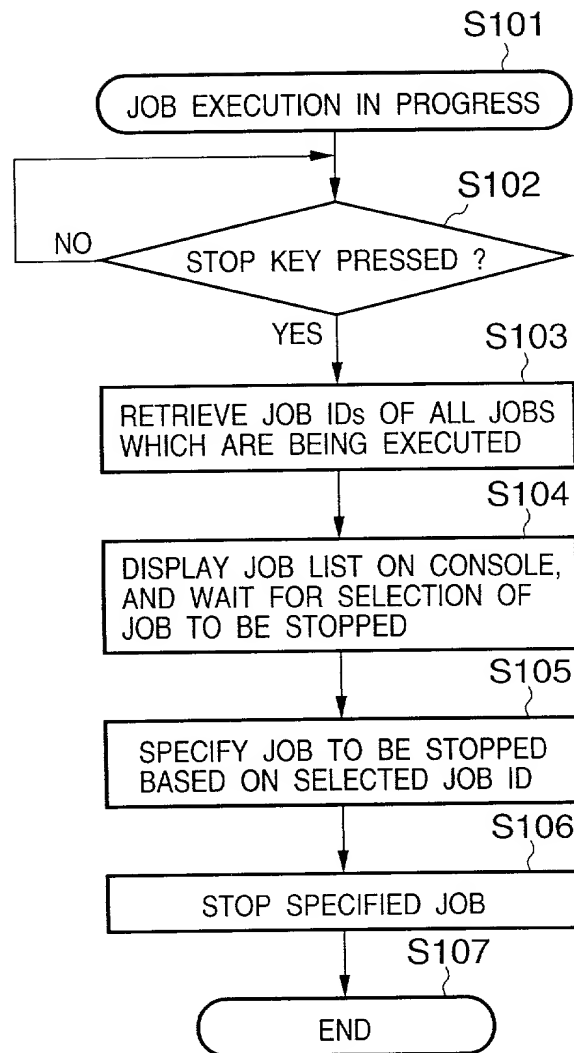 S101
JOB EXECUTION IN PROGRESS
S102
NO
STOP KEY PRESSED ?
YES
S103
RETRIEVE JOB IDs OF ALL JOBS
WHICH ARE BEING EXECUTED
S104
DISPLAY JOB LIST ON CONSOLE,
AND WAIT FOR SELECTION OF
JOB TO BE STOPPED
S105
SPECIFY JOB TO BE STOPPED
BASED ON SELECTED JOB ID
S106
STOP SPECIFIED JOB
S107
END